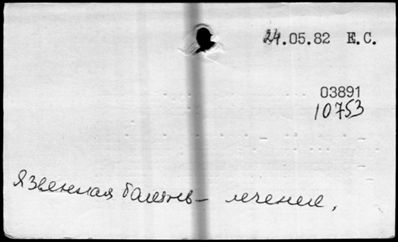 24.05.82 Е.С.
03891
10753
Язвенная болезнь - лечение.